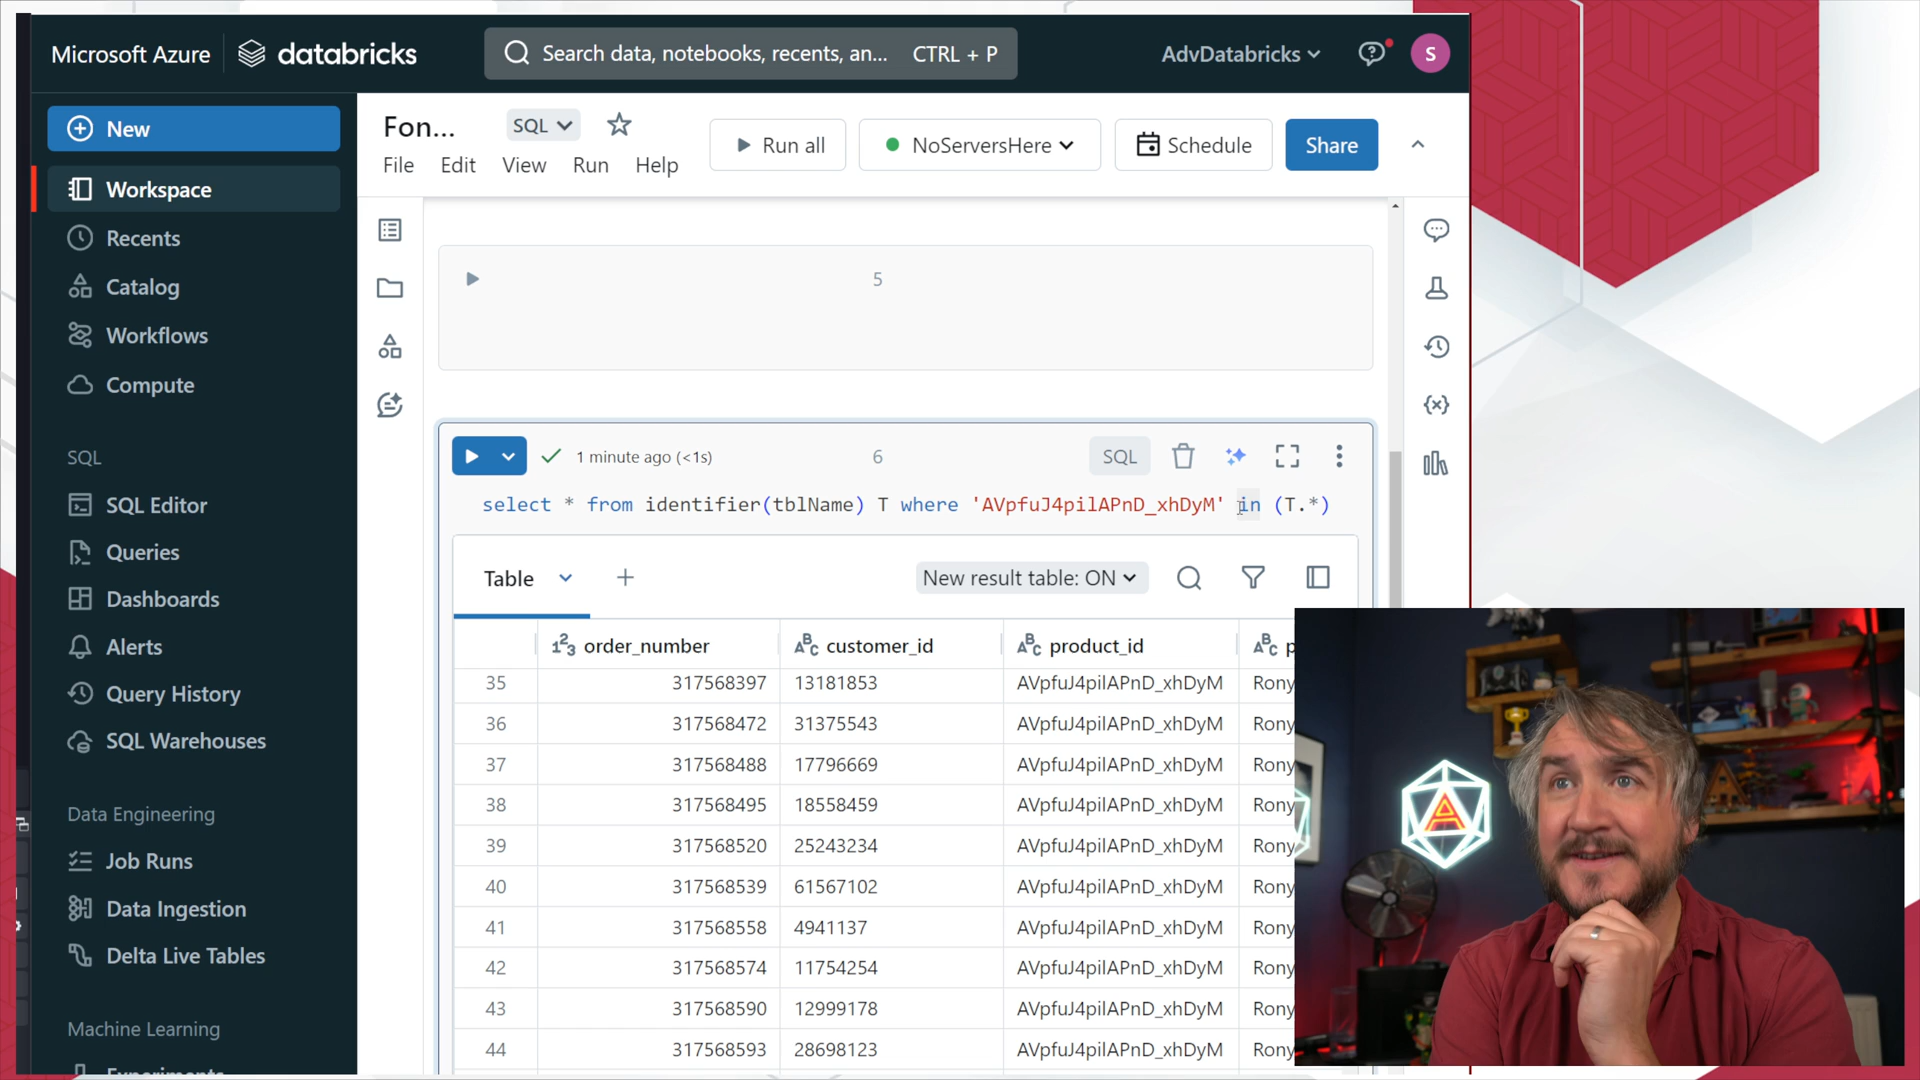 Microsoft Azure databricks
Search data, notebooks, recents, an... CTRL + P
AdvDatabricks
S
New
Workspace
Recents
Catalog
Workflows
Compute
SQL
SQL Editor
Queries
Dashboards
Alerts
Query History
SQL Warehouses
Data Engineering
Job Runs
Data Ingestion
Delta Live Tables
Machine Learning
Experiments
Fon... SQL
File Edit View Run Help
Run all
NoServersHere
Schedule
Share
5
1 minute ago (<1s) 6 SQL
select * from identifier(tblName) T where 'AVpfuJ4pilAPnD_xhDyM' in (T.*)
Table + New result table: ON
order_number customer_id product_id p
35 317568397 13181853 AVpfuJ4pilAPnD_xhDyM Rony
36 317568472 31375543 AVpfuJ4pilAPnD_xhDyM Rony
37 317568488 17796669 AVpfuJ4pilAPnD_xhDyM Rony
38 317568495 18558459 AVpfuJ4pilAPnD_xhDyM Rony
39 317568520 25243234 AVpfuJ4pilAPnD_xhDyM Rony
40 317568539 61567102 AVpfuJ4pilAPnD_xhDyM Rony
41 317568558 4941137 AVpfuJ4pilAPnD_xhDyM Rony
42 317568574 11754254 AVpfuJ4pilAPnD_xhDyM Rony
43 317568590 12999178 AVpfuJ4pilAPnD_xhDyM Rony
44 317568593 28698123 AVpfuJ4pilAPnD_xhDyM Rony
A